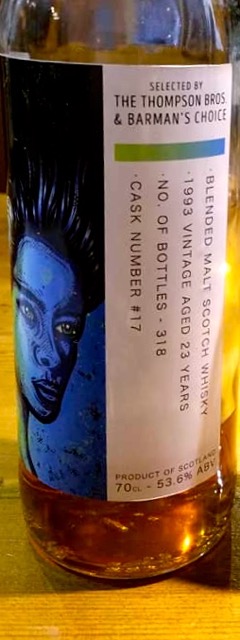 SELECTED BY
THE THOMPSON BROS.
& BARMAN'S CHOICE
· BLENDED MALT SCOTCH WHISKY
· 1993 VINTAGE AGED 23 YEARS
· NO. OF BOTTLES - 318
· CASK NUMBER #17
PRODUCT OF SCOTLAND
70CL - 53.6% ABV